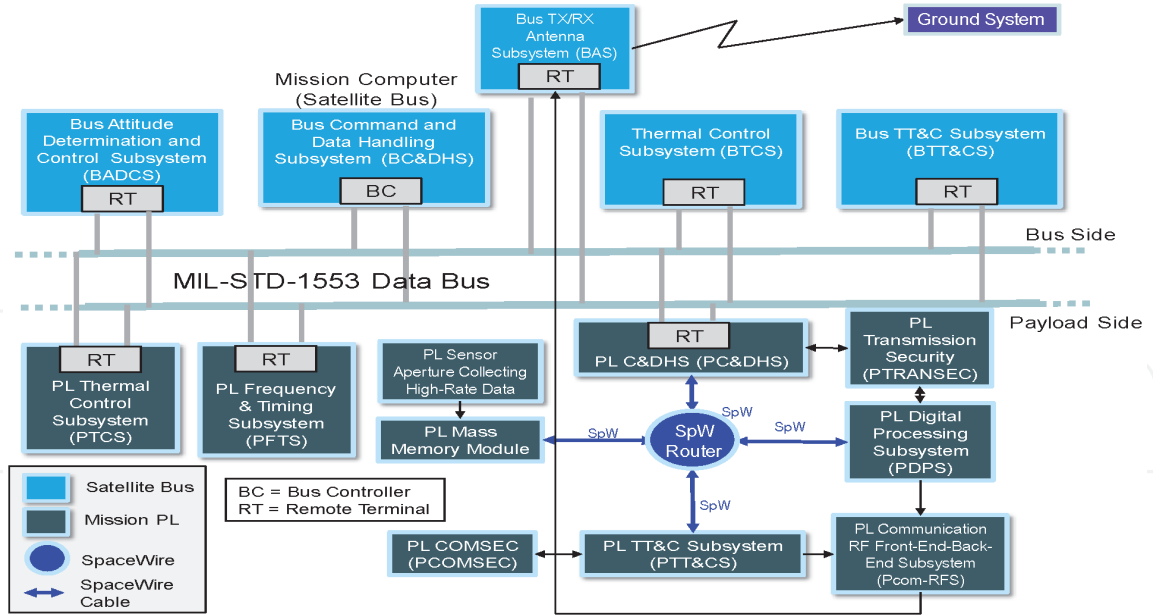 Bus TX/RX
Antenna
Subsystem (BAS)
RT
Ground System
Mission Computer
(Satellite Bus)
Bus Attitude
Determination and
Control Subsystem
(BADCS)
RT
Bus Command and
Data Handling
Subsystem (BC&DHS)
BC
Thermal Control
Subsystem (BTCS)
RT
Bus TT&C Subsystem
(BTT&CS)
RT
Bus Side
MIL-STD-1553 Data Bus
Payload Side
RT
PL Thermal
Control
Subsystem
(PTCS)
RT
PL Frequency
& Timing
Subsystem
(PFTS)
PL Sensor
Aperture Collecting
High-Rate Data
PL Mass
Memory Module
RT
PL C&DHS (PC&DHS)
PL
Transmission
Security
(PTRANSEC)
SpW
SpW
SpW
Router
SpW
SpW
PL Digital
Processing
Subsystem
(PDPS)
SpW
PL COMSEC
(PCOMSEC)
PL TT&C Subsystem
(PTT&CS)
PL Communication
RF Front-End-Back-
End Subsystem
(Pcom-RFS)
Satellite Bus
Mission PL
SpaceWire
SpaceWire
Cable
BC = Bus Controller
RT = Remote Terminal